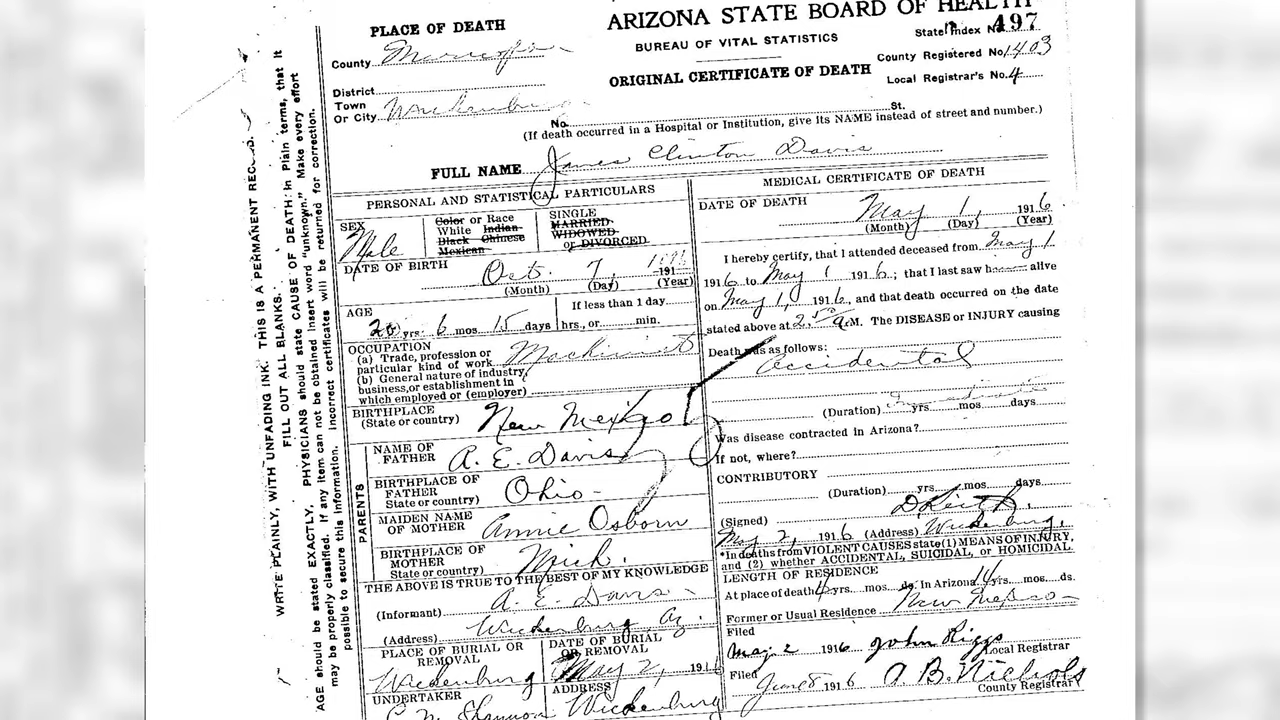 ARIZONA STATE BOARD OF HEALTH
BUREAU OF VITAL STATISTICS
ORIGINAL CERTIFICATE OF DEATH
State Index No. 497
County Registered No. 1403
Local Registrar's No. 4
PLACE OF DEATH
County Maricopa
District
Town
Or City Wickenburg
No. St.
(If death occurred in a Hospital or Institution, give its NAME instead of street and number.)
FULL NAME James Clinton Davis
PERSONAL AND STATISTICAL PARTICULARS
SEX
Male
Color or Race
White Indian
Black Chinese
Mexican
SINGLE
MARRIED
WIDOWED
or DIVORCED
DATE OF BIRTH
Oct. 7, 191
(Month) (Day) (Year)
AGE
yrs. 6 mos. 15 days
If less than 1 day
hrs., or min.
OCCUPATION
(a) Trade, profession or
particular kind of work Machinist
(b) General nature of industry,
business, or establishment in
which employed or (employer)
BIRTHPLACE
(State or country) New Mexico
PARENTS
NAME OF
FATHER A. E. Davis
BIRTHPLACE OF
FATHER
State or country) Ohio
MAIDEN NAME
OF MOTHER Annie Osborn
BIRTHPLACE OF
MOTHER
State or country) Mich.
THE ABOVE IS TRUE TO THE BEST OF MY KNOWLEDGE
(Informant) A. E. Davis
(Address) Wickenburg Az.
PLACE OF BURIAL OR
REMOVAL
Wickenburg
DATE OF BURIAL
OR REMOVAL
May 2, 1916
UNDERTAKER
ADDRESS
Wickenburg
MEDICAL CERTIFICATE OF DEATH
DATE OF DEATH
May 1, 1916
(Month) (Day) (Year)
I hereby certify, that I attended deceased from May 1
1916 to May 1 1916; that I last saw h alive
on May 1, 1916, and that death occurred on the date
stated above at 2 A.M. The DISEASE or INJURY causing
Death was as follows:
accidental
(Duration) yrs. mos. days
Was disease contracted in Arizona?
If not, where?
CONTRIBUTORY
(Duration) yrs. mos. days
(Signed)
May 2, 1916 (Address) Wickenburg.
*In deaths from VIOLENT CAUSES state (1) MEANS OF INJURY,
and (2) whether ACCIDENTAL, SUICIDAL, or HOMICIDAL.
LENGTH OF RESIDENCE
At place of death yrs. mos. ds. In Arizona yrs. mos. ds.
Former or Usual Residence New Mexico
Filed
May 2 1916 John Riggs
Local Registrar
Filed
June 8 1916 A. B. Nichols
County Registrar
WRITE PLAINLY, WITH UNFADING INK. THIS IS A PERMANENT RECORD
FILL OUT ALL BLANKS.
AGE should be stated EXACTLY, PHYSICIANS should state CAUSE OF DEATH in Plain terms, that it
may be properly classified. If any item can not be obtained insert word "unknown." Make every effort
possible to secure this information. Incorrect certificates will be returned for correction.